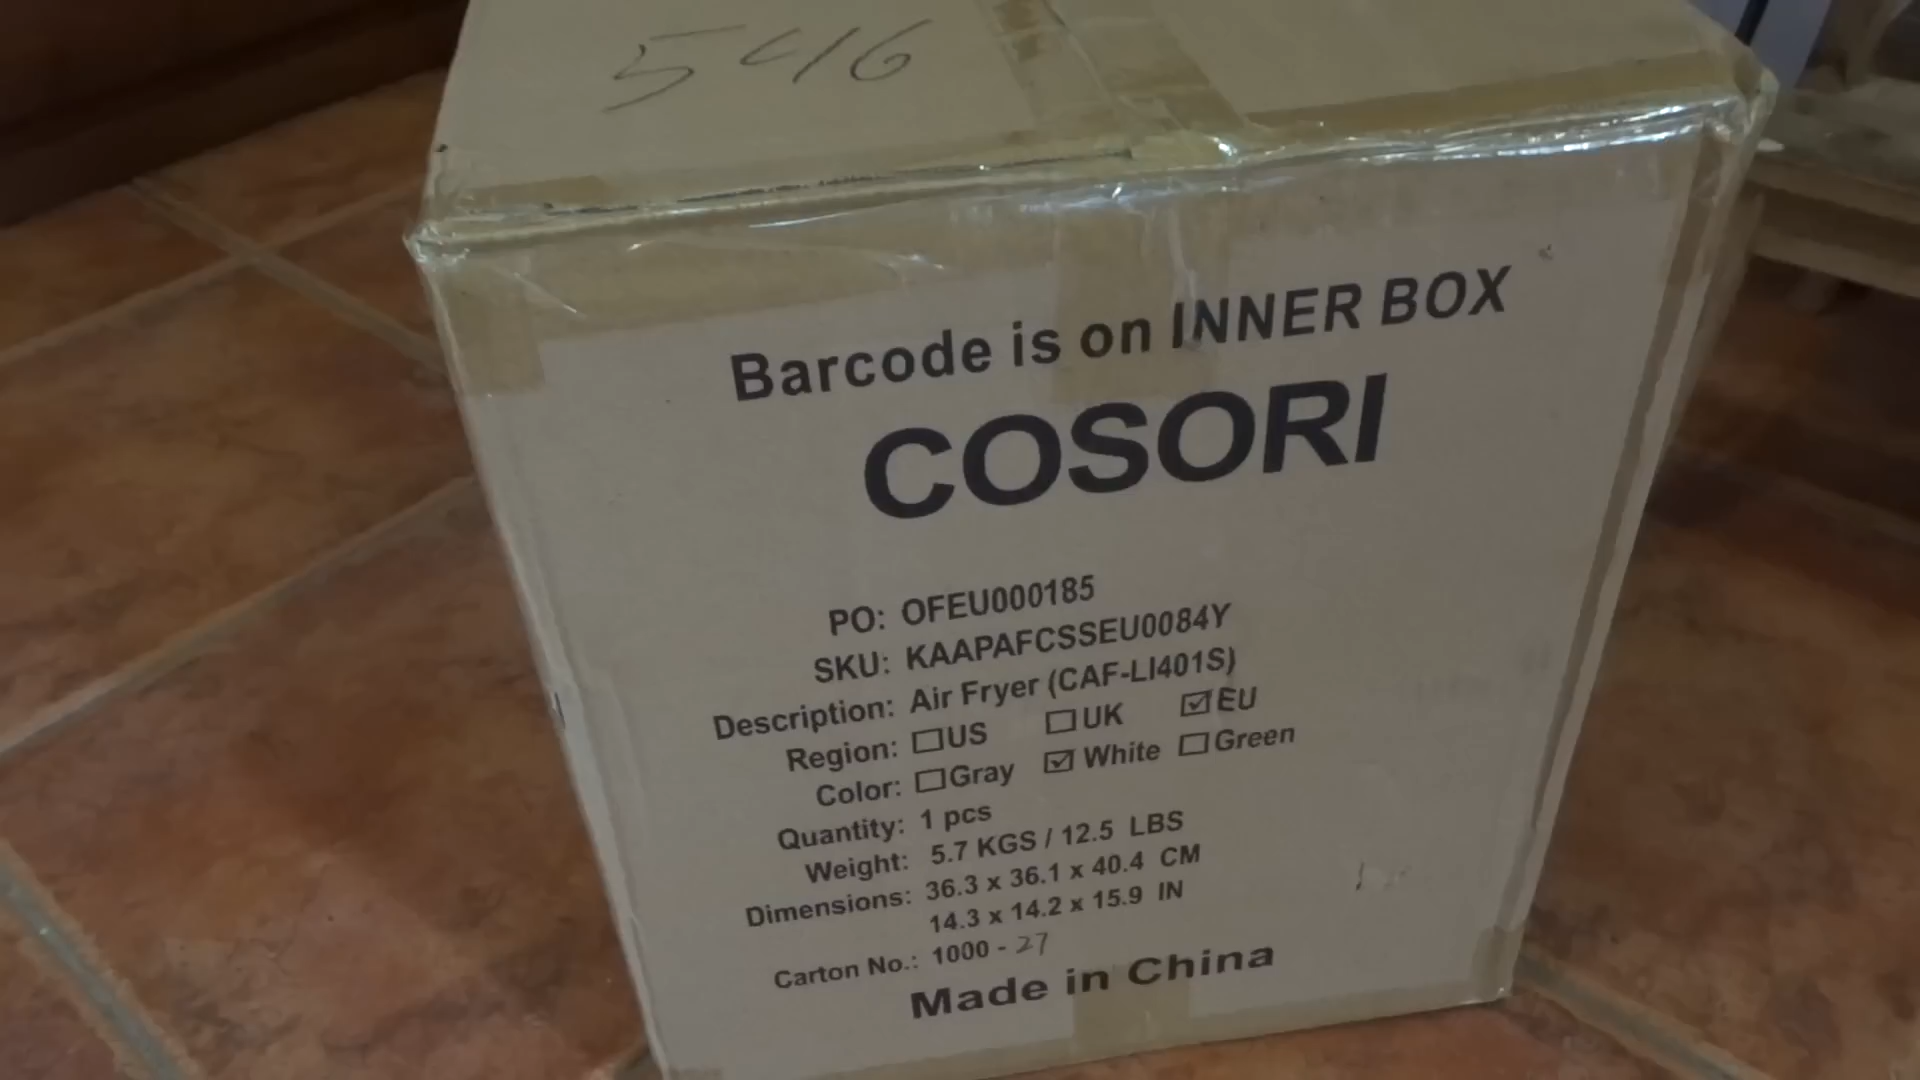 546
Barcode is on INNER BOX
COSORI
PO: OFEU000185
SKU: KAAPAFCSSEU0084Y
Description: Air Fryer (CAF-LI401S)
Region: ☐US ☐UK ☑EU
Color: ☐Gray ☑White ☐Green
Quantity: 1 pcs
Weight: 5.7 KGS / 12.5 LBS
Dimensions: 36.3 x 36.1 x 40.4 CM
14.3 x 14.2 x 15.9 IN
Carton No.: 1000 - 27
Made in China